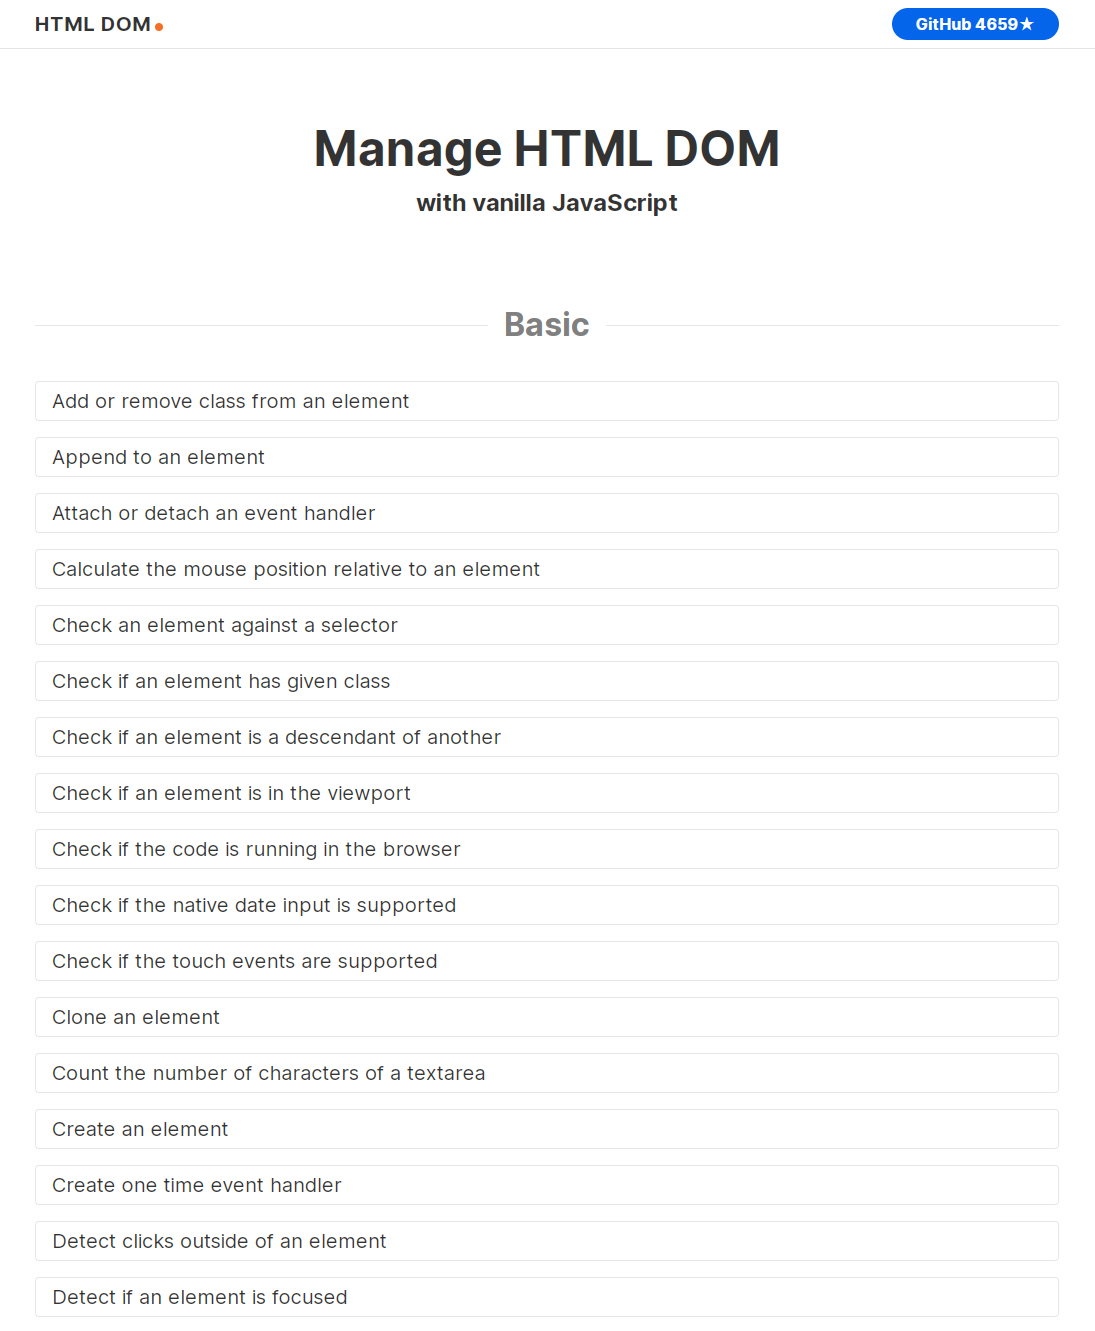 HTML DOM
GitHub 4659★
Manage HTML DOM
with vanilla JavaScript
Basic
Add or remove class from an element
Append to an element
Attach or detach an event handler
Calculate the mouse position relative to an element
Check an element against a selector
Check if an element has given class
Check if an element is a descendant of another
Check if an element is in the viewport
Check if the code is running in the browser
Check if the native date input is supported
Check if the touch events are supported
Clone an element
Count the number of characters of a textarea
Create an element
Create one time event handler
Detect clicks outside of an element
Detect if an element is focused